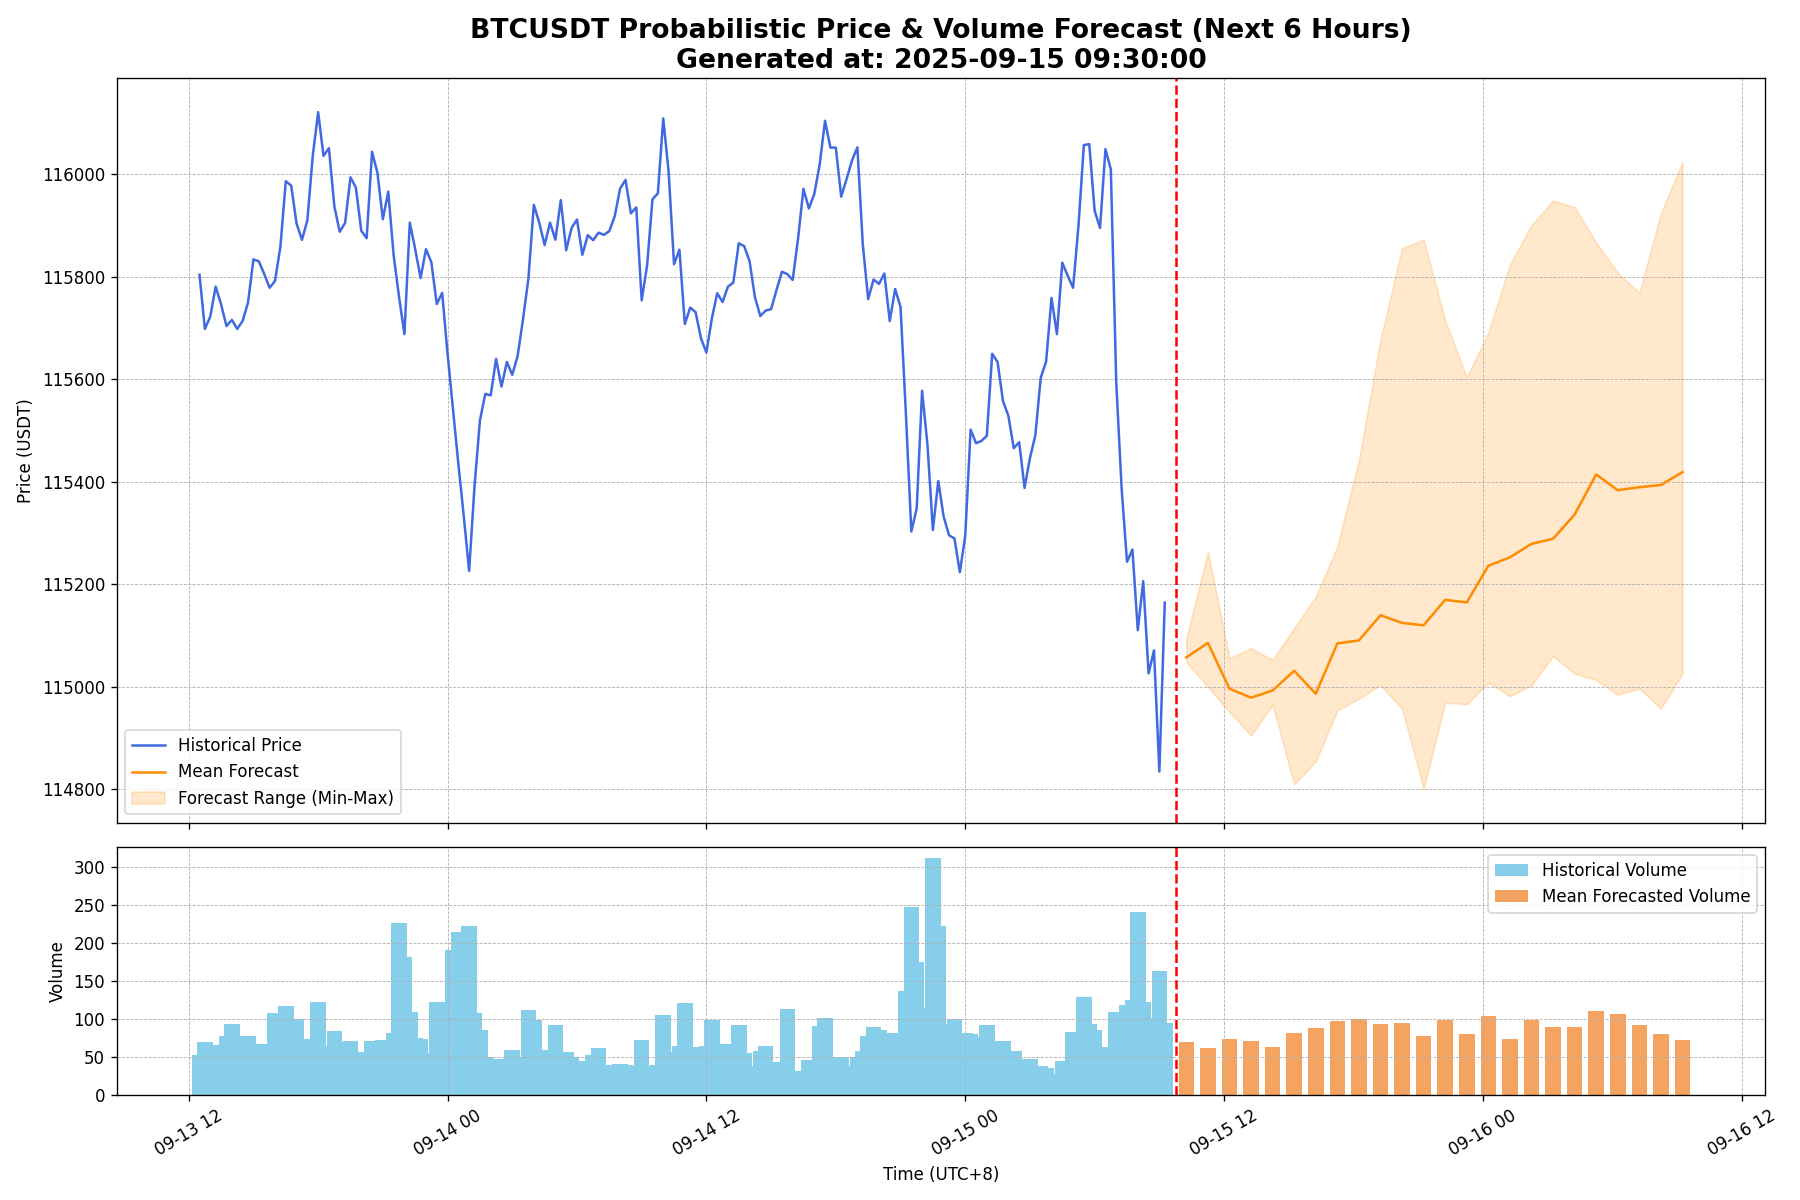 BTCUSDT Probabilistic Price & Volume Forecast (Next 6 Hours)
Generated at: 2025-09-15 09:30:00
Price (USDT)
116000
115800
115600
115400
115200
115000
114800
Historical Price
Mean Forecast
Forecast Range (Min-Max)
Volume
300
250
200
150
100
50
0
Historical Volume
Mean Forecasted Volume
09-13 12
09-14 00
09-14 12
09-15 00
09-15 12
09-16 00
09-16 12
Time (UTC+8)